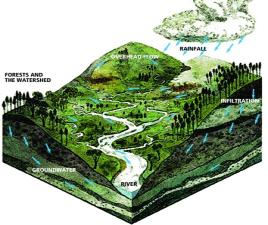 OVERHEAD FLOW
RAINFALL
FORESTS AND
THE WATERSHED
INFILTRATION
GROUNDWATER
RIVER